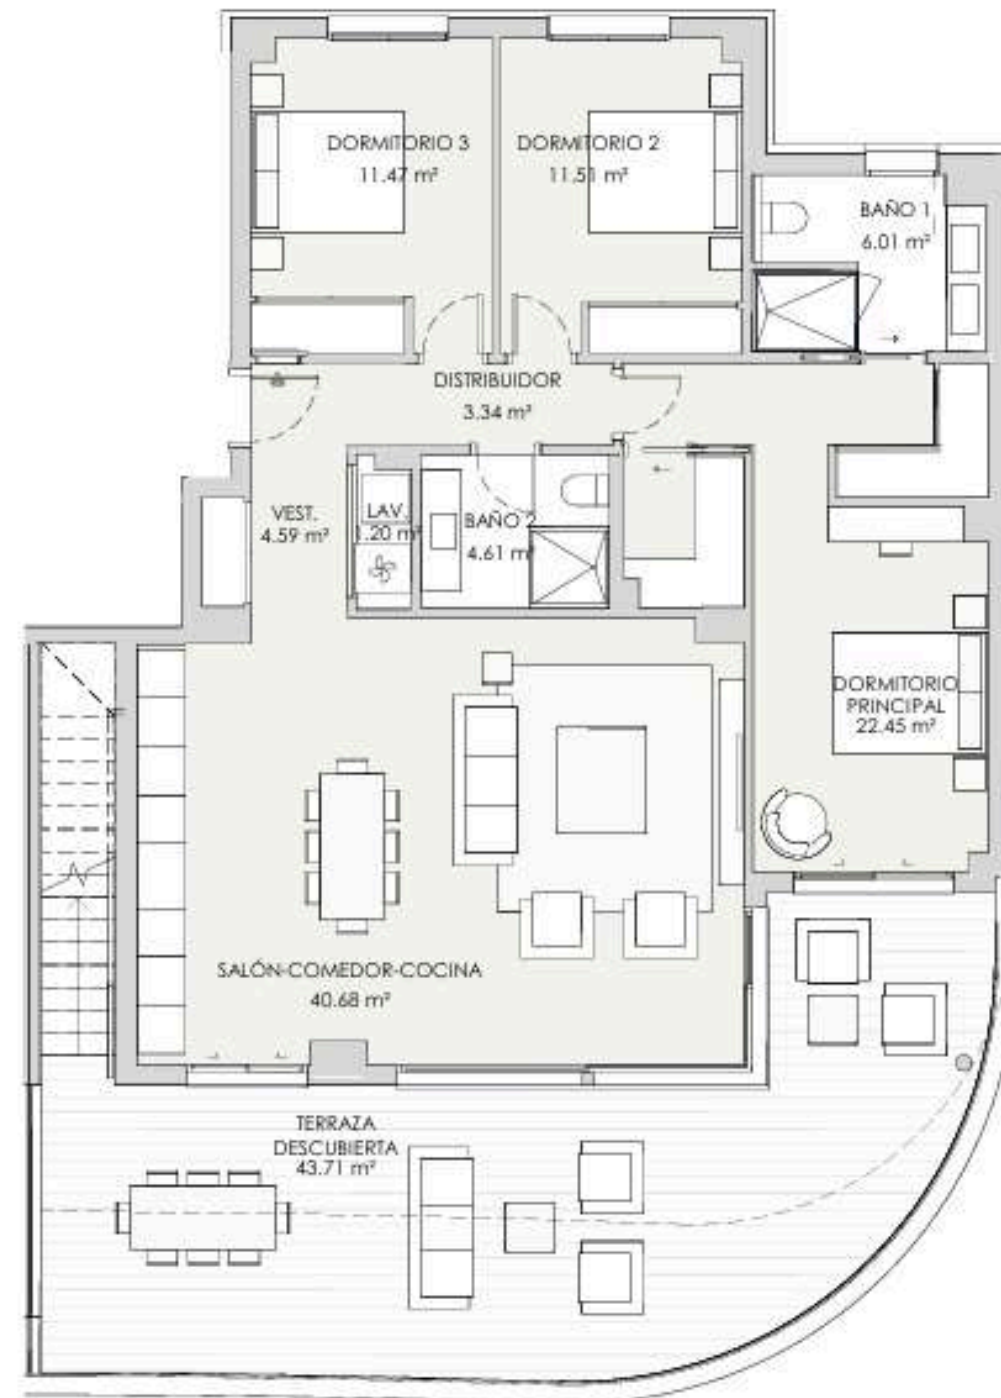 DORMITORIO 3
11.47 m²
DORMITORIO 2
11.51 m²
BAÑO 1
6.01 m²
DISTRIBUIDOR
3.34 m²
VEST.
4.59 m²
LAV.
1.20 m²
BAÑO 2
4.61 m²
DORMITORIO
PRINCIPAL
22.45 m²
SALÓN-COMEDOR-COCINA
40.68 m²
TERRAZA
DESCUBIERTA
43.71 m²